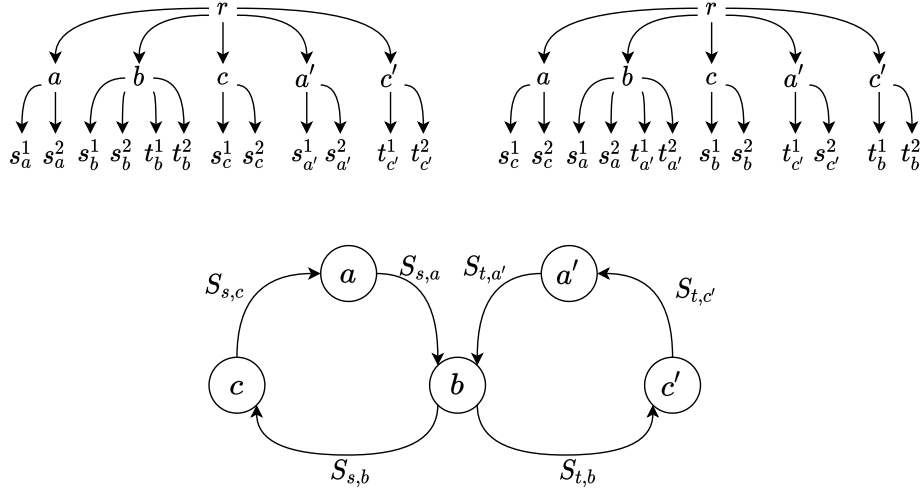 r r
a b c a′ c′ a b c a′ c′
s_a^1 s_a^2 s_b^1 s_b^2 t_b^1 t_b^2 s_c^1 s_c^2 s_{a′}^1 s_{a′}^2 t_{c′}^1 t_{c′}^2 s_c^1 s_c^2 s_a^1 s_a^2 t_{a′}^1 t_{a′}^2 s_b^1 s_b^2 t_{c′}^1 s_{c′}^2 t_b^1 t_b^2
S_{s,c} a S_{s,a} S_{t,a′} a′ S_{t,c′}
c b c′
S_{s,b} S_{t,b}